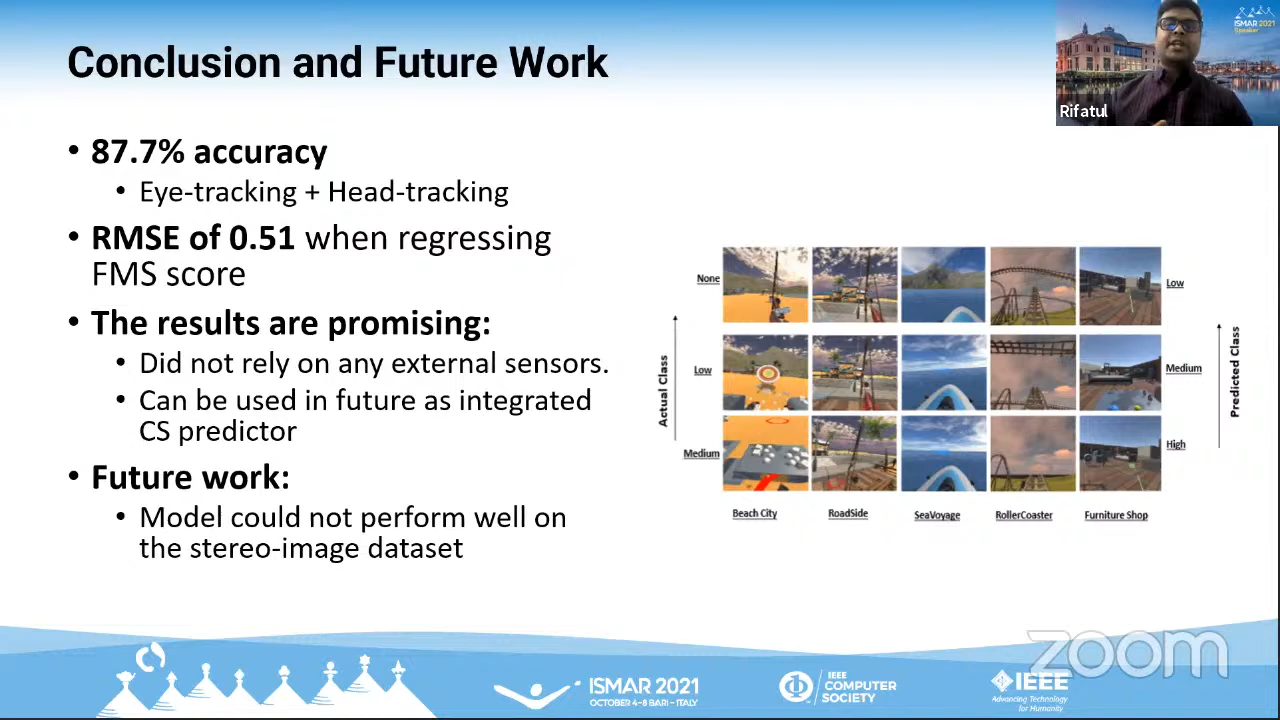 Conclusion and Future Work
• 87.7% accuracy
• Eye-tracking + Head-tracking
• RMSE of 0.51 when regressing
FMS score
• The results are promising:
• Did not rely on any external sensors.
• Can be used in future as integrated
CS predictor
• Future work:
• Model could not perform well on
the stereo-image dataset
ISMAR 2021
Speaker
Rifatul
None
Low
Medium
Actual Class
Low
Medium
High
Predicted Class
Beach City
RoadSide
SeaVoyage
RollerCoaster
Furniture Shop
zoom
ISMAR 2021
OCTOBER 4-8 BARI - ITALY
IEEE
COMPUTER
SOCIETY
IEEE
Advancing Technology
for Humanity